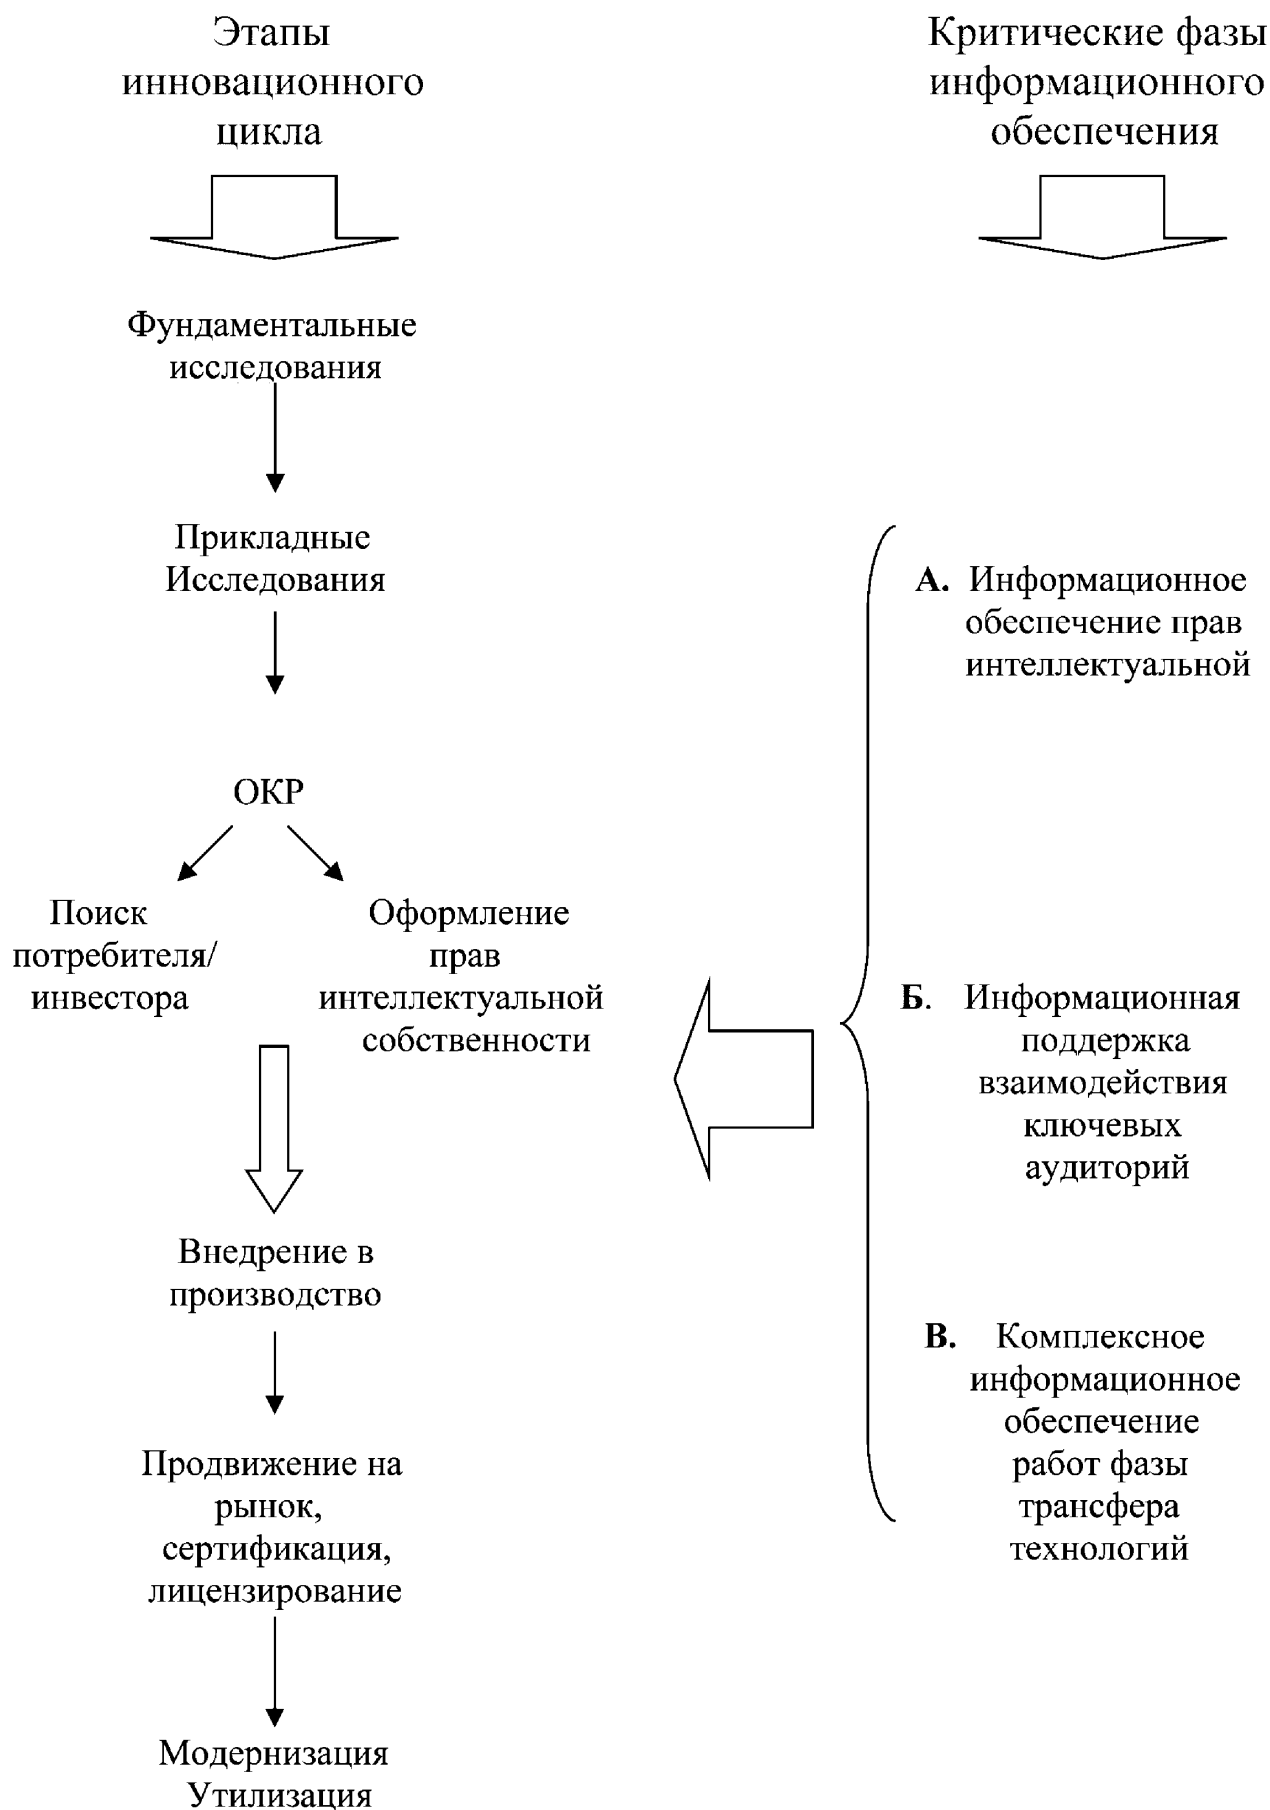 Этапы
инновационного
цикла
Критические фазы
информационного
обеспечения
Фундаментальные
исследования
Прикладные
Исследования
ОКР
Поиск
потребителя/
инвестора
Оформление
прав
интеллектуальной
собственности
Внедрение в
производство
Продвижение на
рынок,
сертификация,
лицензирование
Модернизация
Утилизация
А. Информационное
обеспечение прав
интеллектуальной
Б. Информационная
поддержка
взаимодействия
ключевых
аудиторий
В. Комплексное
информационное
обеспечение
работ фазы
трансфера
технологий